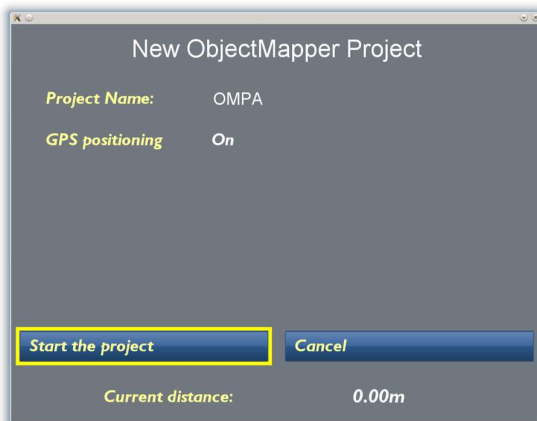 New ObjectMapper Project
Project Name: OMPA
GPS positioning On
Start the project Cancel
Current distance: 0.00m